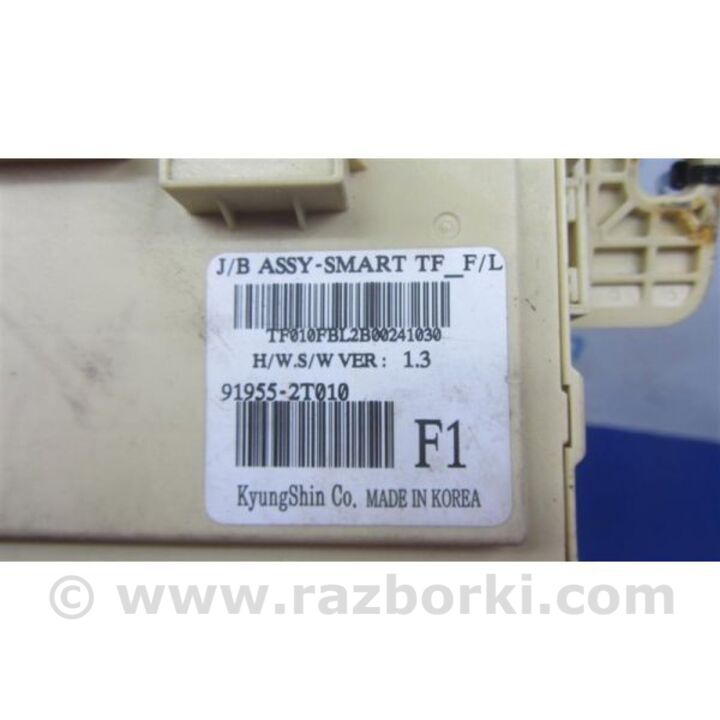 J/B ASSY-SMART TF_F/L
TF010FBL2B00241030
H/W.S/W VER : 1.3
91955-2T010
F1
KyungShin Co. MADE IN KOREA
© www.razborki.com